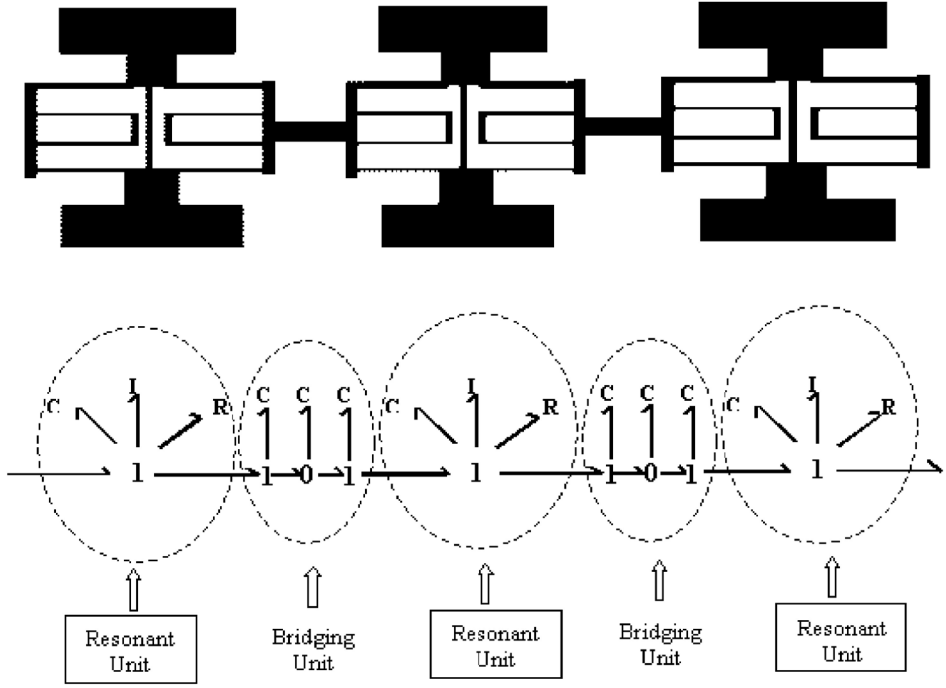 I I I
C R C C C C R C C C C R
1 1 0 1 1 1 0 1 1
Resonant Unit
Bridging Unit
Resonant Unit
Bridging Unit
Resonant Unit